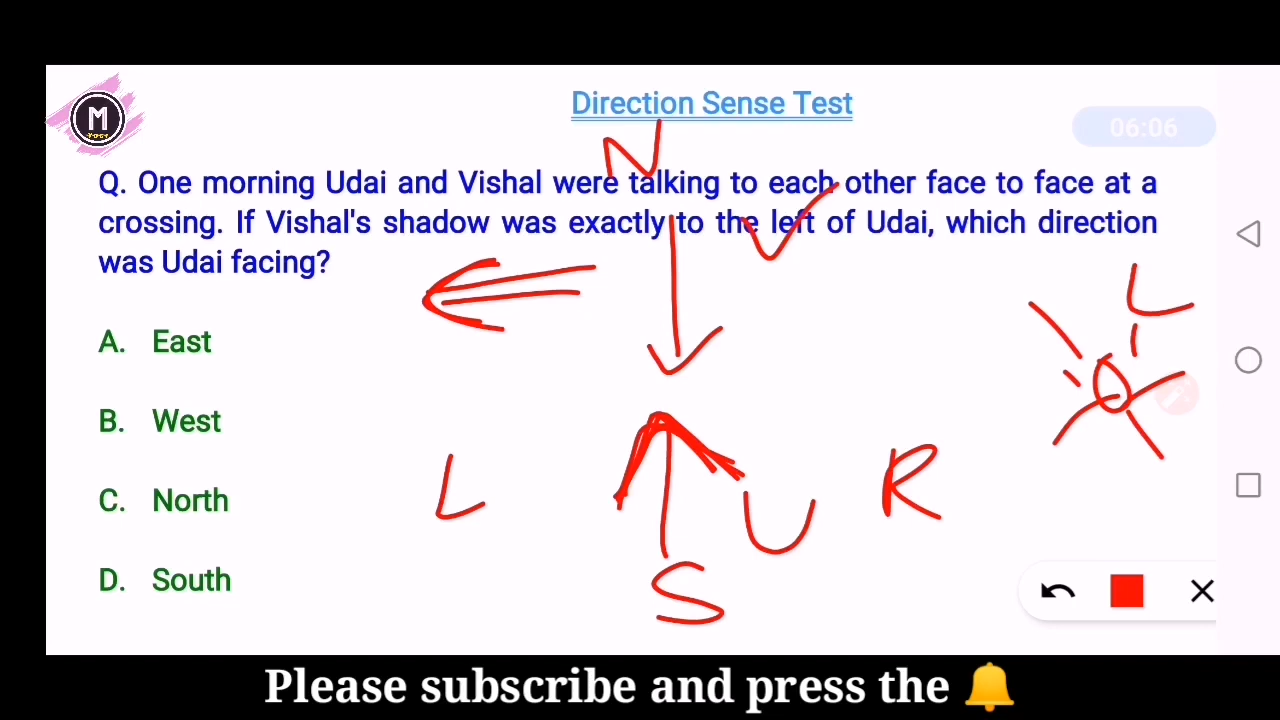 Direction Sense Test
M
06:06
N
Q. One morning Udai and Vishal were talking to each other face to face at a
crossing. If Vishal's shadow was exactly to the left of Udai, which direction
was Udai facing?
V
L
A. East
B. West
L
R
C. North
U
D. South
S
Please subscribe and press the 🔔